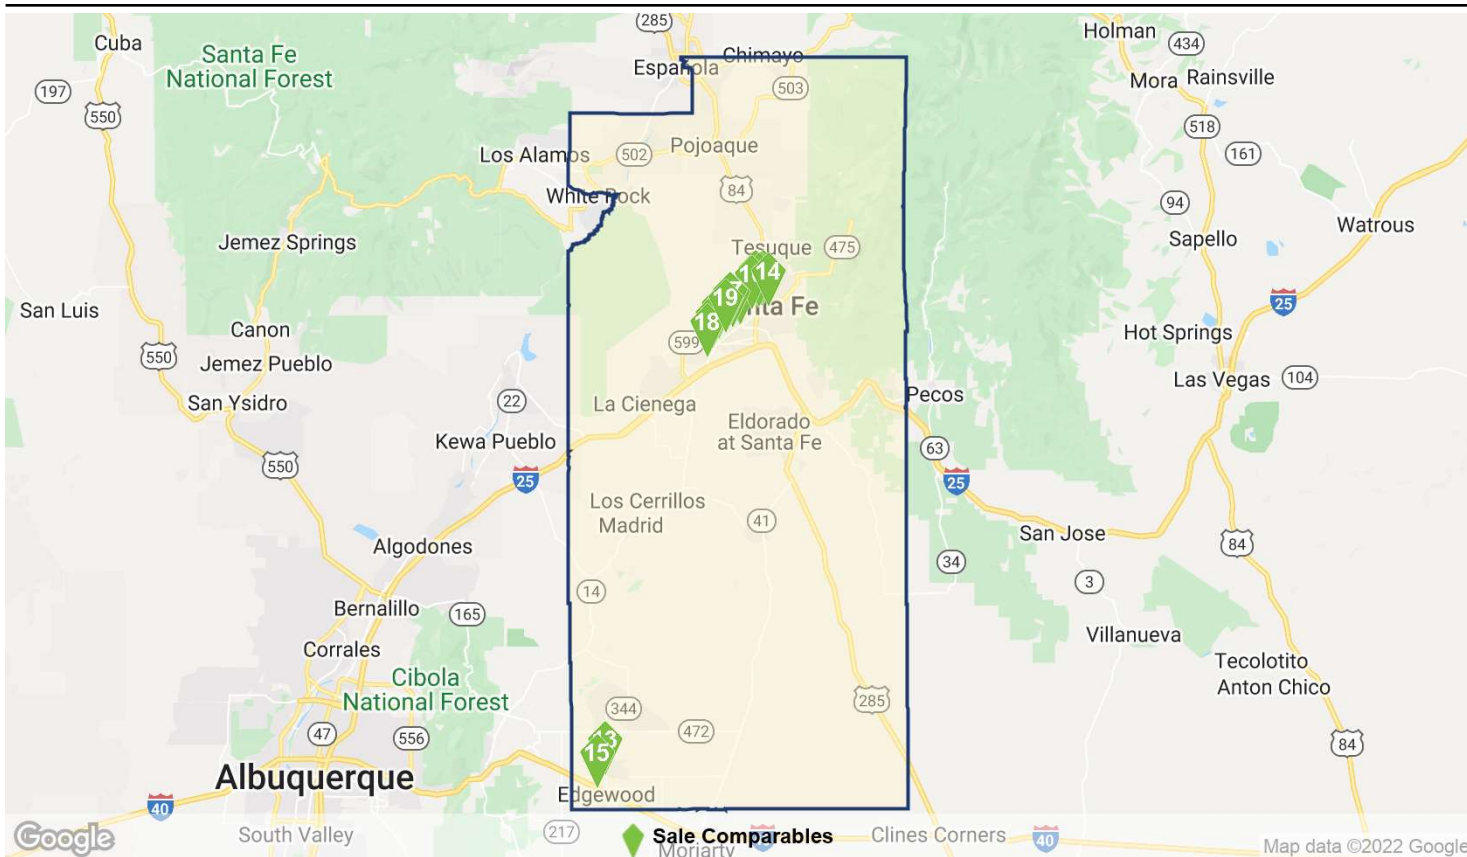 285
Holman
Cuba
434
Santa Fe
National Forest
Chimayo
Española
Mora
Rainsville
197
503
550
518
Pojoaque
Los Alamos
502
161
White Rock
84
94
Watrous
Jemez Springs
Tesuque
475
Sapello
1
14
San Luis
19
nta Fe
25
18
Canon
Hot Springs
599
550
Jemez Pueblo
Las Vegas
104
San Ysidro
22
La Cienega
Pecos
Kewa Pueblo
Eldorado
at Santa Fe
63
550
25
25
Los Cerrillos
Madrid
41
San Jose
84
Algodones
34
3
14
Bernalillo
165
Villanueva
Corrales
Tecolotito
Cibola
National Forest
Anton Chico
285
344
472
47
556
13
84
15
Albuquerque
Edgewood
40
Google
South Valley
217
Sale Comparables
Moriarty
Clines Corners
40
Map data ©2022 Google